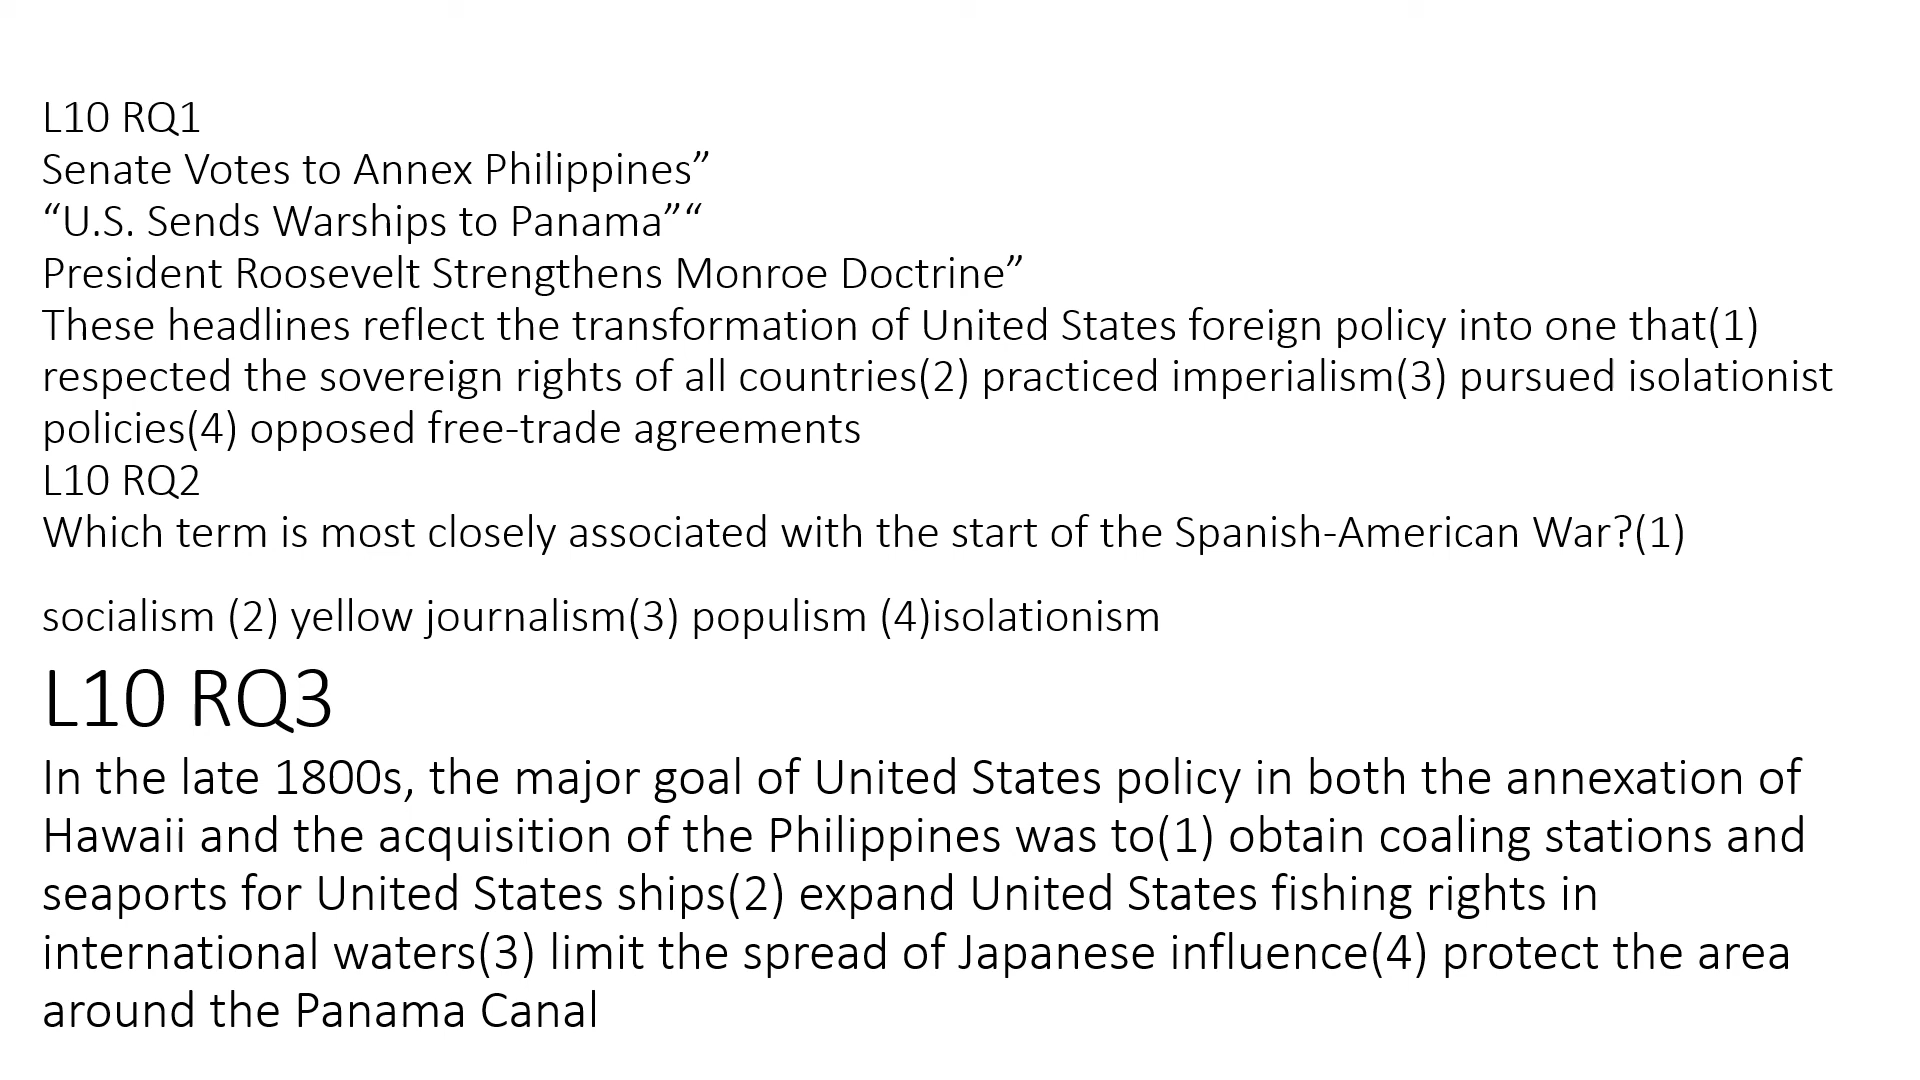 L10 RQ1
Senate Votes to Annex Philippines”
“U.S. Sends Warships to Panama”“
President Roosevelt Strengthens Monroe Doctrine”
These headlines reflect the transformation of United States foreign policy into one that(1)
respected the sovereign rights of all countries(2) practiced imperialism(3) pursued isolationist
policies(4) opposed free-trade agreements
L10 RQ2
Which term is most closely associated with the start of the Spanish-American War?(1)
socialism (2) yellow journalism(3) populism (4)isolationism
L10 RQ3
In the late 1800s, the major goal of United States policy in both the annexation of
Hawaii and the acquisition of the Philippines was to(1) obtain coaling stations and
seaports for United States ships(2) expand United States fishing rights in
international waters(3) limit the spread of Japanese influence(4) protect the area
around the Panama Canal